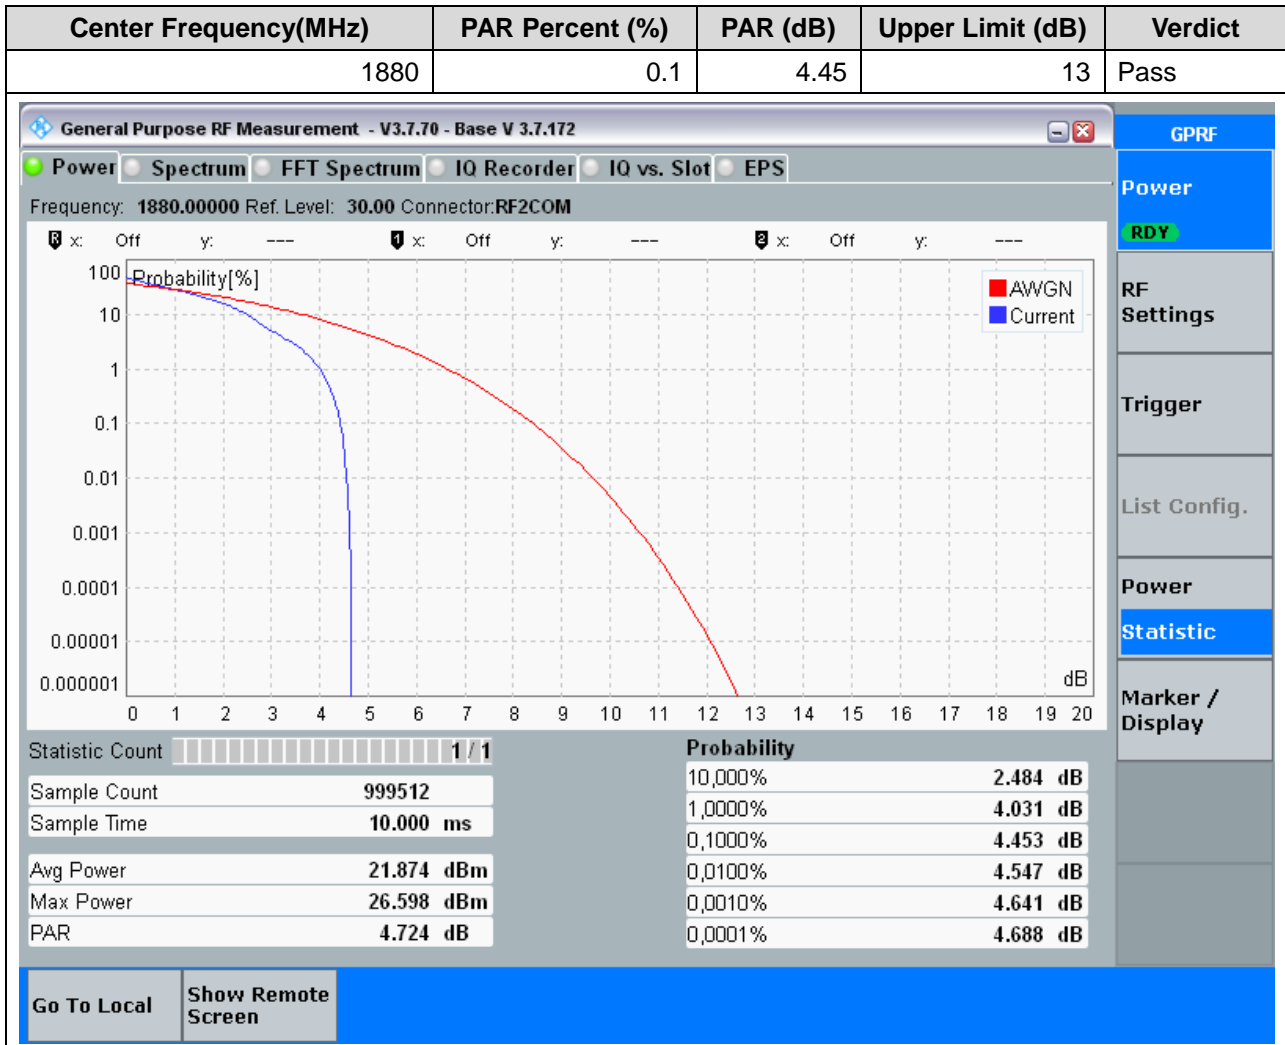 Center Frequency(MHz) PAR Percent (%) PAR (dB) Upper Limit (dB) Verdict
1880 0.1 4.45 13 Pass
General Purpose RF Measurement - V3.7.70 - Base V 3.7.172
GPRF
Power Spectrum FFT Spectrum IQ Recorder IQ vs. Slot EPS
Power
RDY
Frequency: 1880.00000 Ref. Level: 30.00 Connector:RF2COM
R x: Off y: --- 1 x: Off y: --- 2 x: Off y: ---
Probability[%]
AWGN
Current
100
10
1
0.1
0.01
0.001
0.0001
0.00001
0.000001
dB
0 1 2 3 4 5 6 7 8 9 10 11 12 13 14 15 16 17 18 19 20
RF
Settings
Trigger
List Config.
Power
Statistic
Marker /
Display
Statistic Count 1 / 1
Sample Count 999512
Sample Time 10.000 ms
Avg Power 21.874 dBm
Max Power 26.598 dBm
PAR 4.724 dB
Probability
10,000% 2.484 dB
1,0000% 4.031 dB
0,1000% 4.453 dB
0,0100% 4.547 dB
0,0010% 4.641 dB
0,0001% 4.688 dB
Go To Local
Show Remote
Screen